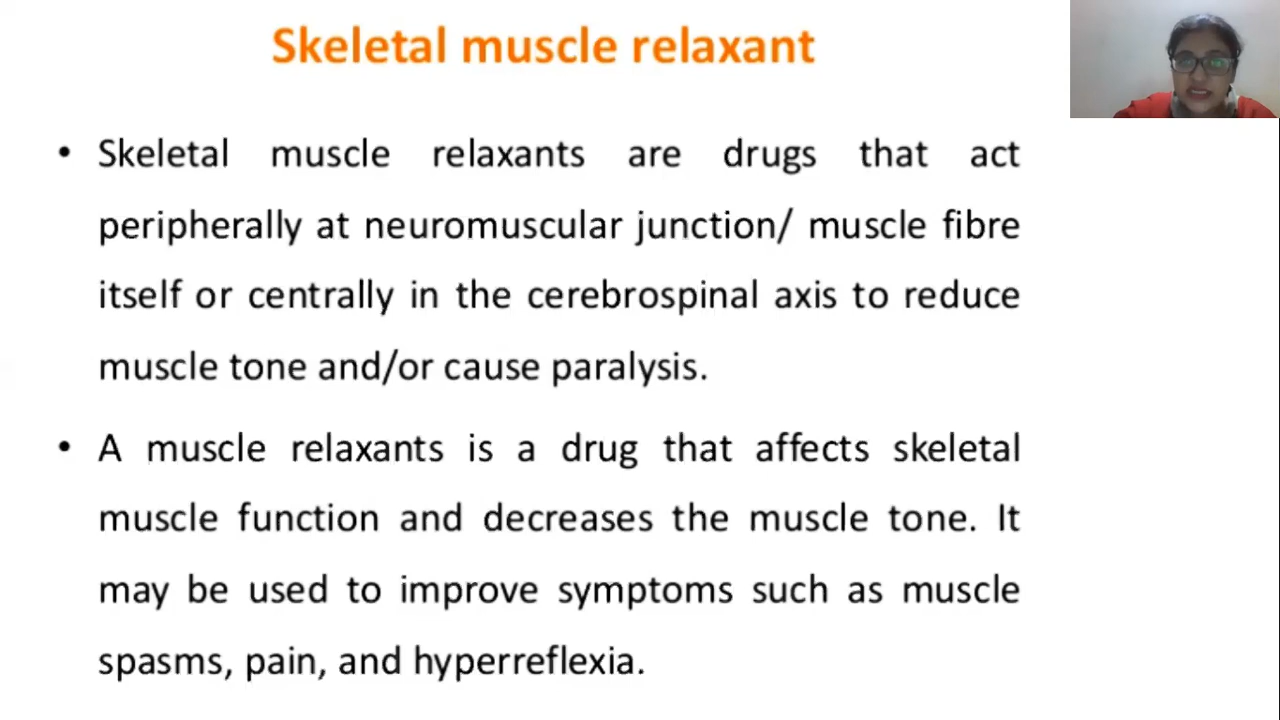 Skeletal muscle relaxant
• Skeletal muscle relaxants are drugs that act
peripherally at neuromuscular junction/ muscle fibre
itself or centrally in the cerebrospinal axis to reduce
muscle tone and/or cause paralysis.
• A muscle relaxants is a drug that affects skeletal
muscle function and decreases the muscle tone. It
may be used to improve symptoms such as muscle
spasms, pain, and hyperreflexia.